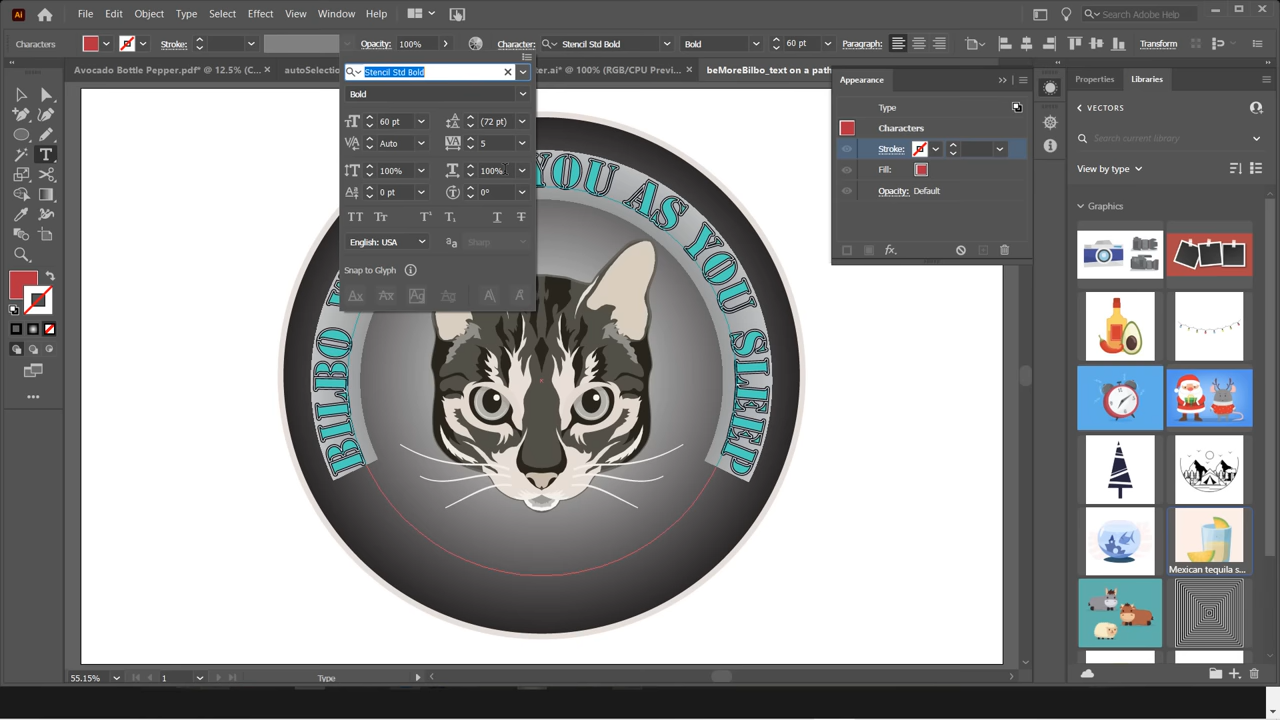 File Edit Object Type Select Effect View Window Help Search Adobe Help
Characters Stroke: Opacity: 100% Character: Stencil Std Bold Bold 60 pt Paragraph: Transform
Avocado Bottle Pepper.pdf* @ 12.5% (C... autoSelection ter.ai* @ 100% (RGB/CPU Previ... beMoreBilbo_text on a path
Stencil Std Bold
Bold
60 pt (72 pt)
Auto 5
100% 100%
0 pt 0°
English: USA Sharp
Snap to Glyph
Appearance
Type
Characters
Stroke:
Fill:
Opacity: Default
Properties Libraries
VECTORS
Search current library
View by type
Graphics
Mexican tequila s...
BILBO YOU AS YOU SLEEP
55.15% 1 Type